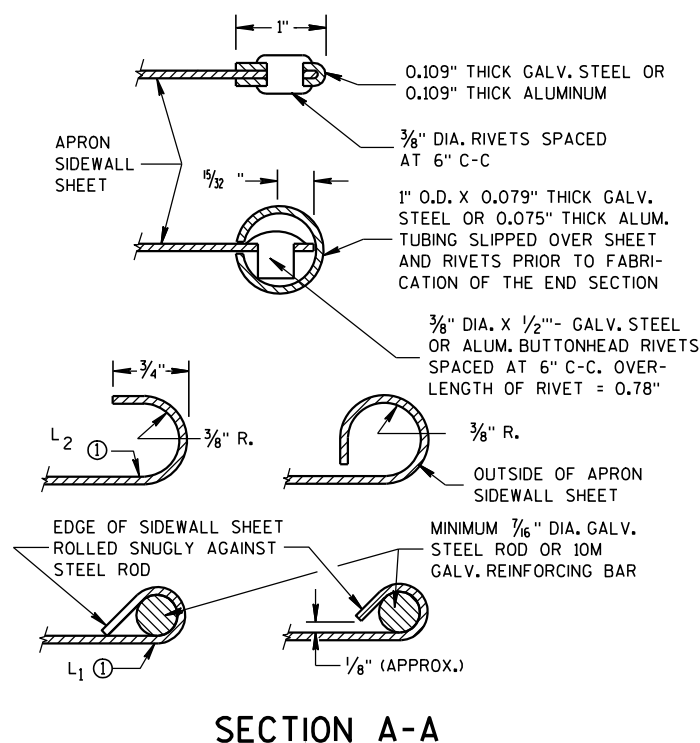 1"
0.109" THICK GALV. STEEL OR
0.109" THICK ALUMINUM
APRON
SIDEWALL
SHEET
3/8" DIA. RIVETS SPACED
AT 6" C-C
15/32 "
1" O.D. X 0.079" THICK GALV.
STEEL OR 0.075" THICK ALUM.
TUBING SLIPPED OVER SHEET
AND RIVETS PRIOR TO FABRI-
CATION OF THE END SECTION
3/8" DIA. X 1/2"'- GALV. STEEL
OR ALUM. BUTTONHEAD RIVETS
SPACED AT 6" C-C. OVER-
LENGTH OF RIVET = 0.78"
3/4"
L2 ①
3/8" R.
3/8" R.
OUTSIDE OF APRON
SIDEWALL SHEET
EDGE OF SIDEWALL SHEET
ROLLED SNUGLY AGAINST
STEEL ROD
MINIMUM 7/16" DIA. GALV.
STEEL ROD OR 10M
GALV. REINFORCING BAR
L1 ①
1/8" (APPROX.)
SECTION A-A